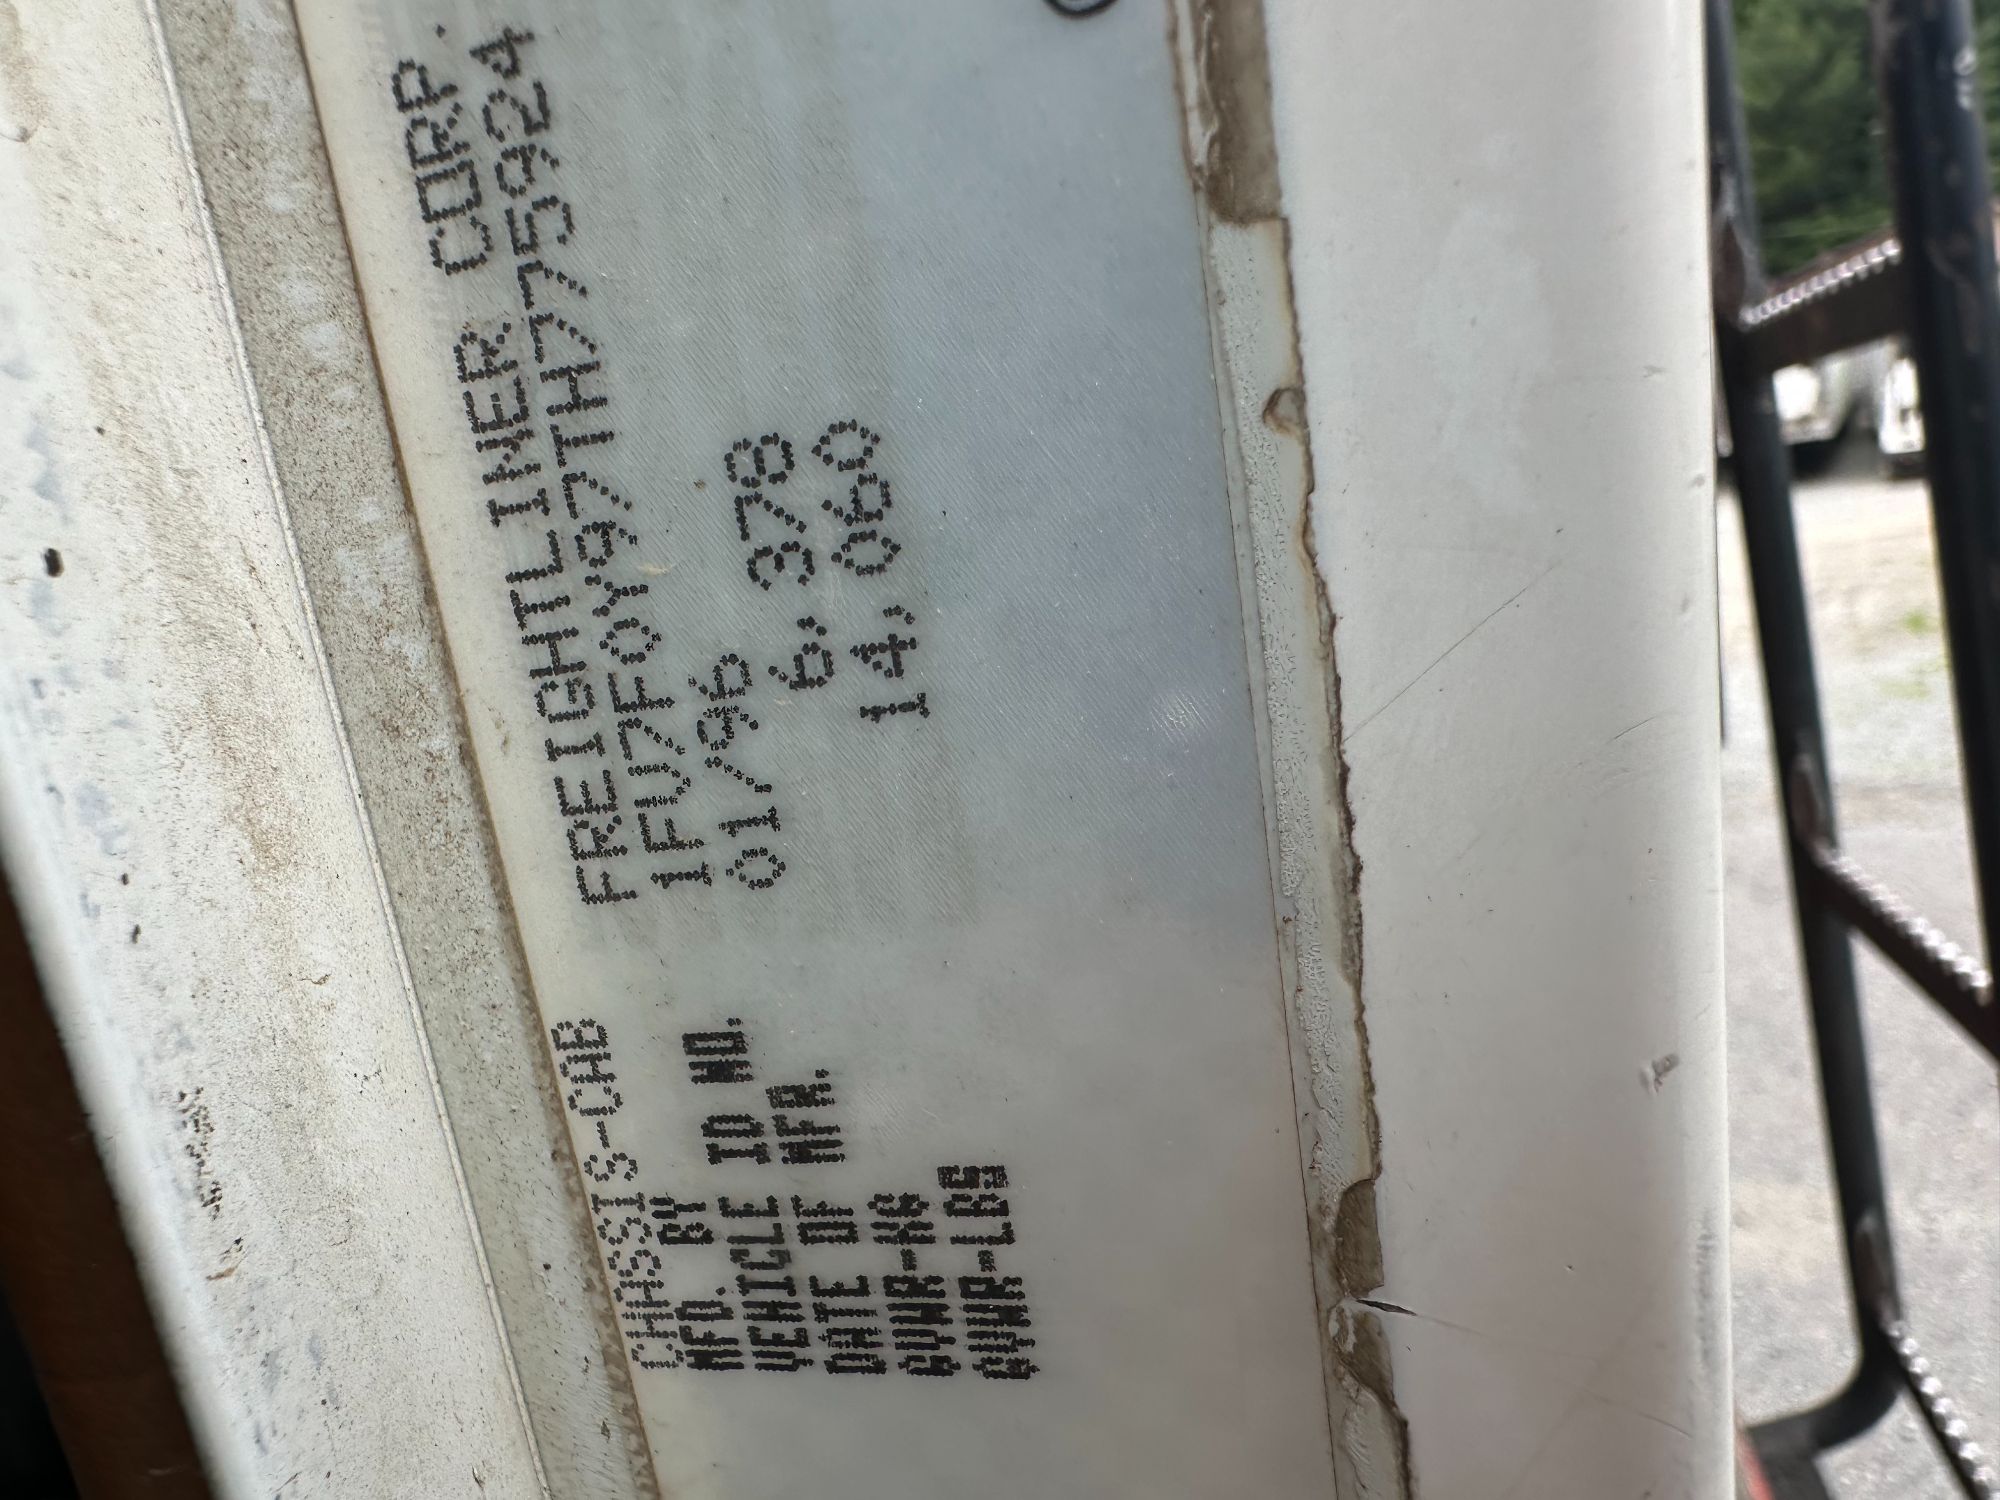 CHASSIS-CAB
MFD. BY FREIGHTLINER CORP.
VEHICLE ID NO. 1FV7F0Y97TH775924
DATE OF MFR. 01/96
GVWR-KG 6,378
GVWR-LBS 14,060